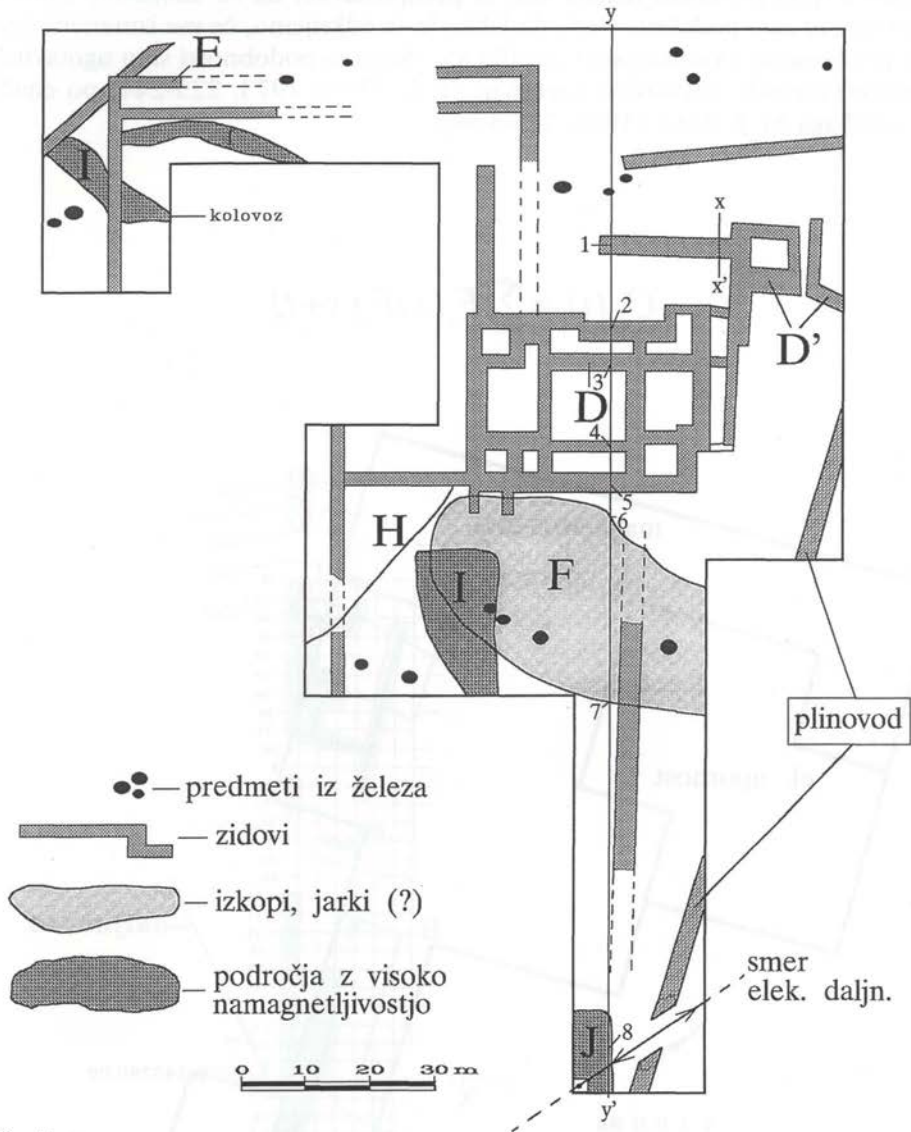 y
E
I
kolovoz
x
1
x'
2
D'
3
D
4
5
6
H
F
I
7
plinovod
predmeti iz železa
zidovi
izkopi, jarki (?)
področja z visoko
namagnetljivostjo
smer
elek. daljn.
J
8
0 10 20 30 m
y'